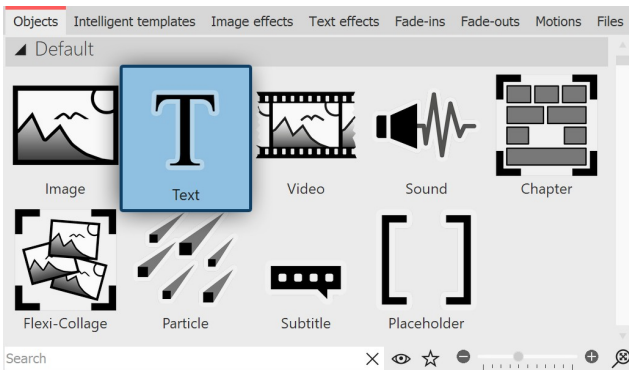 Objects Intelligent templates Image effects Text effects Fade-ins Fade-outs Motions Files
Default
Image Text Video Sound Chapter
Flexi-Collage Particle Subtitle Placeholder
Search